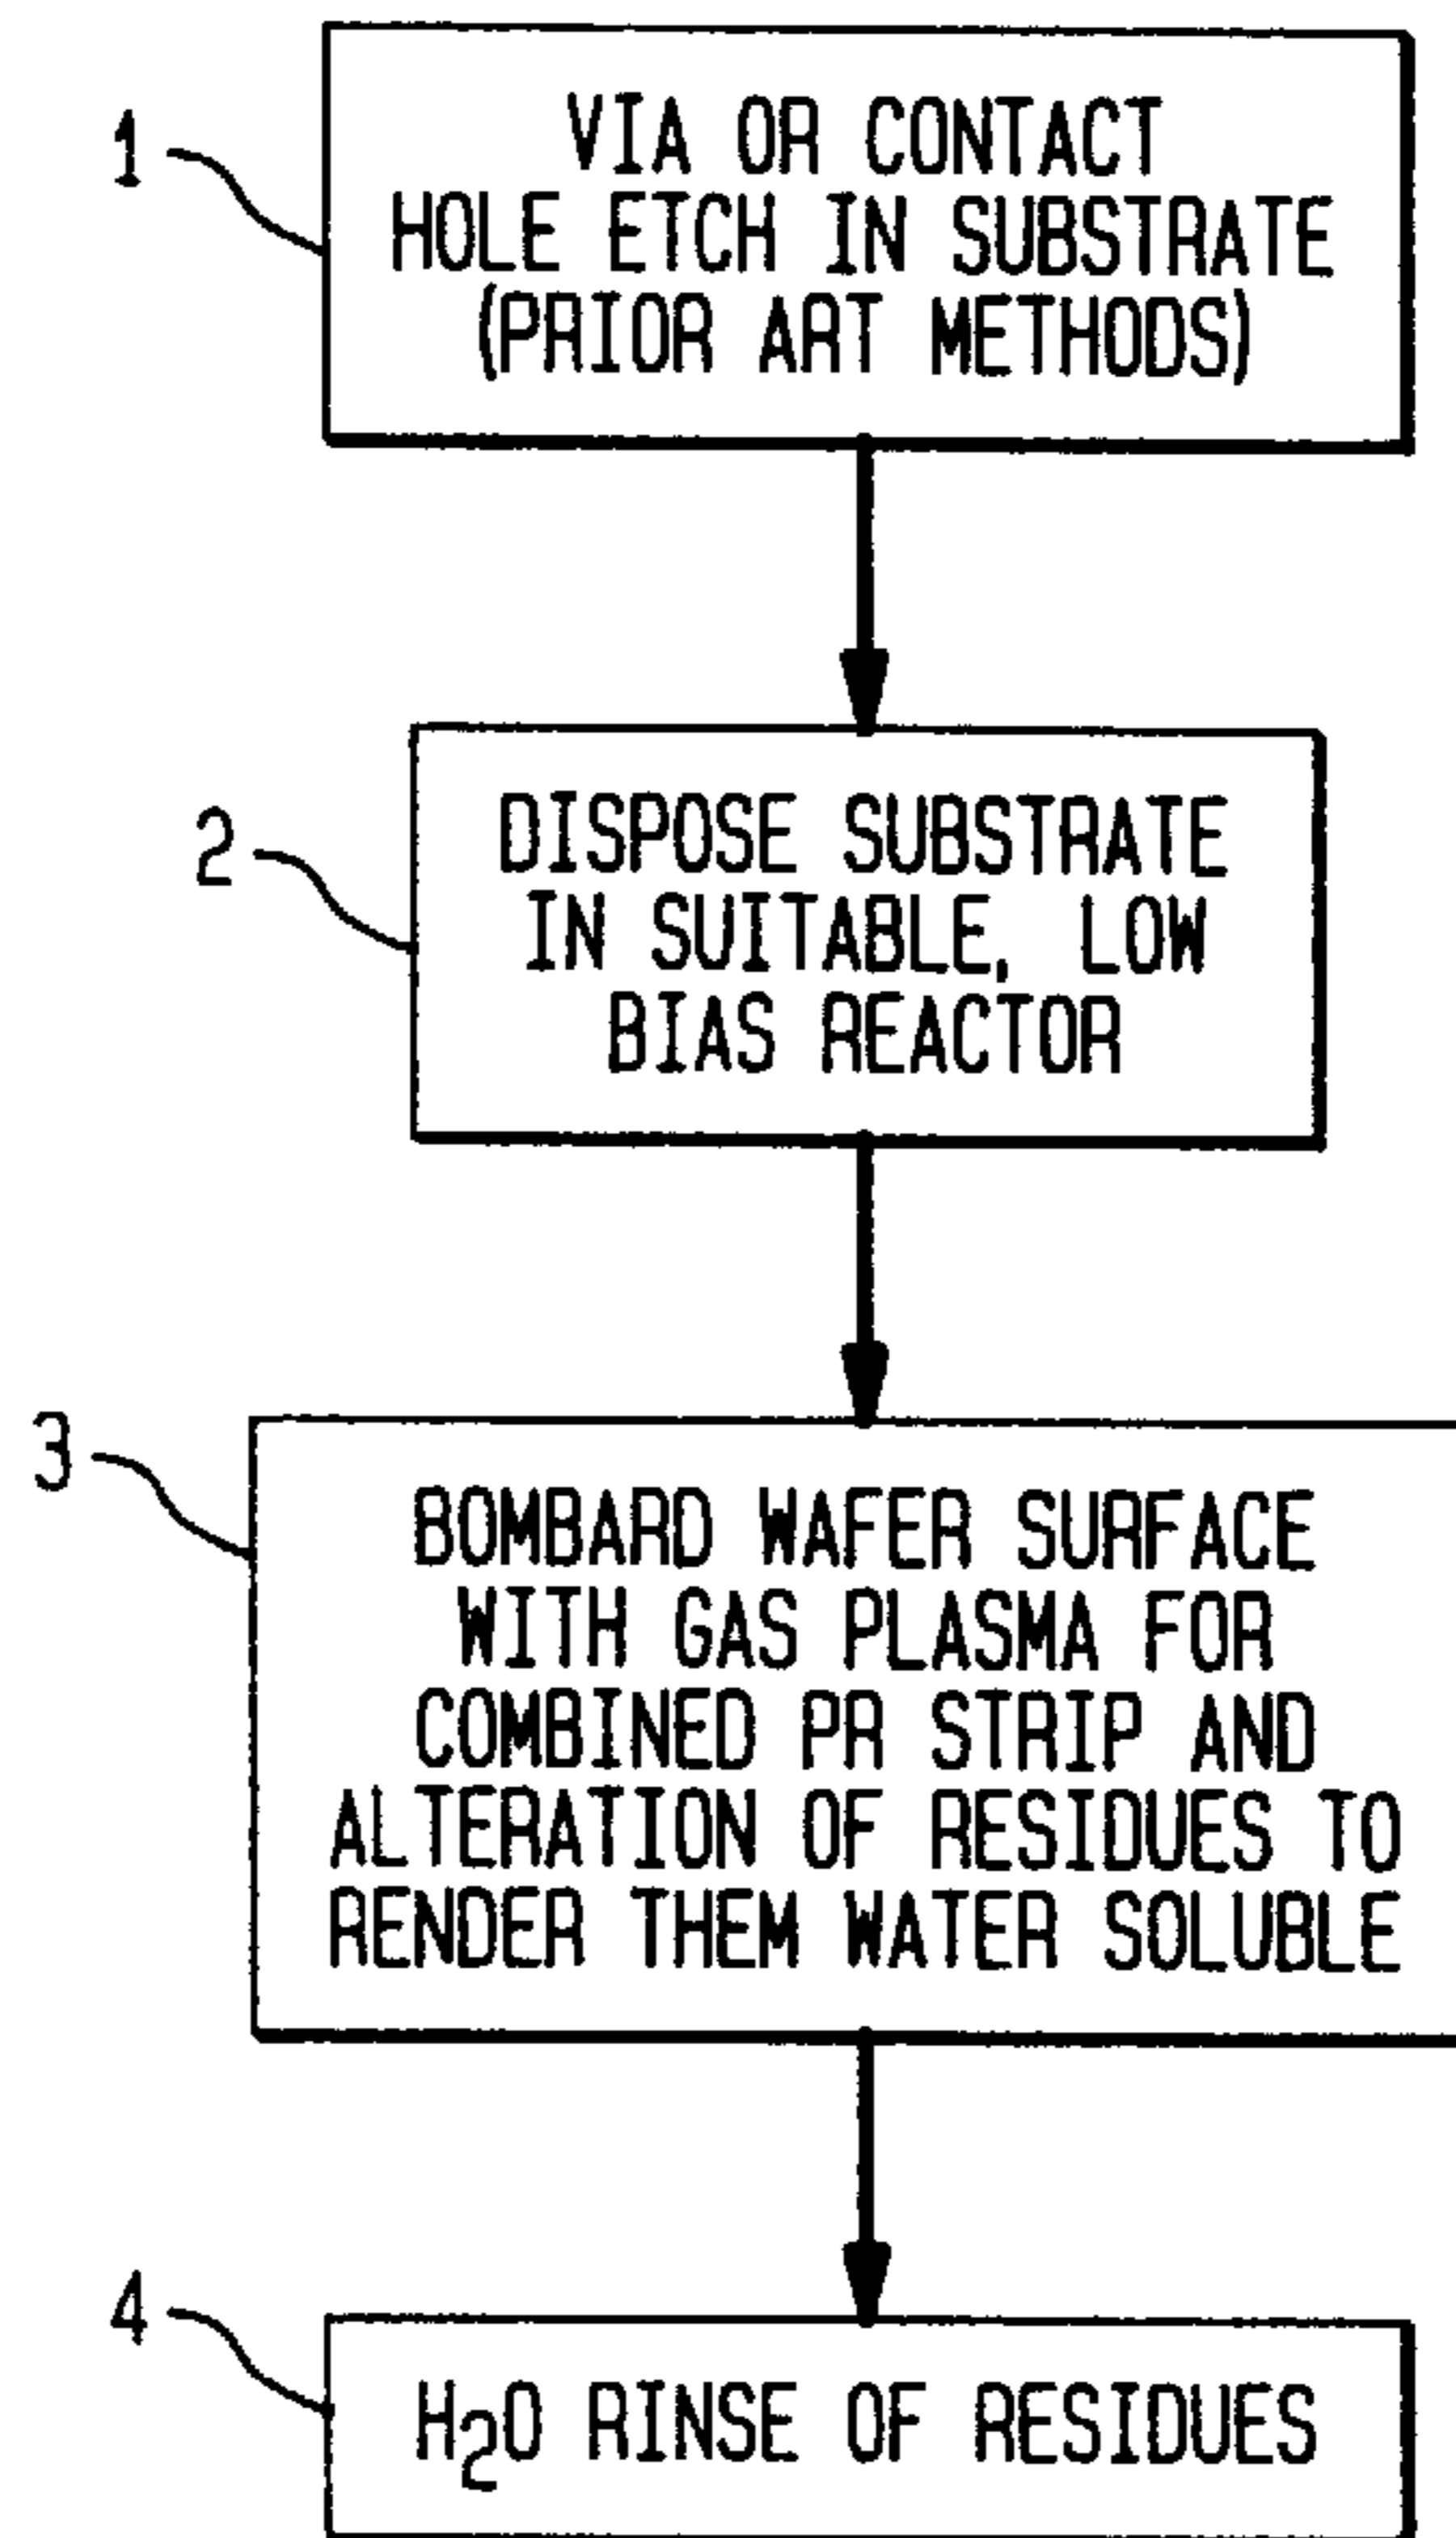 1
VIA OR CONTACT
HOLE ETCH IN SUBSTRATE
(PRIOR ART METHODS)
2
DISPOSE SUBSTRATE
IN SUITABLE, LOW
BIAS REACTOR
3
BOMBARD WAFER SURFACE
WITH GAS PLASMA FOR
COMBINED PR STRIP AND
ALTERATION OF RESIDUES TO
RENDER THEM WATER SOLUBLE
4
H2O RINSE OF RESIDUES